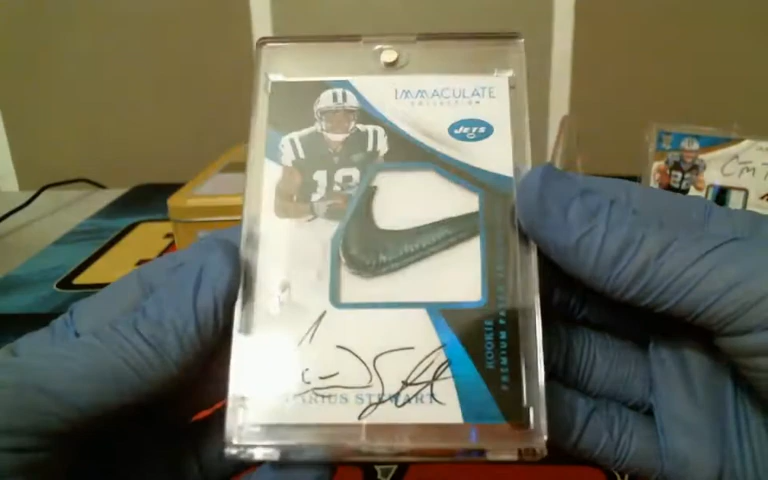 IMMACULATE
COLLECTION
JETS
18
ROOKIE
PREMIUM PATCH
ARIUS STEWART